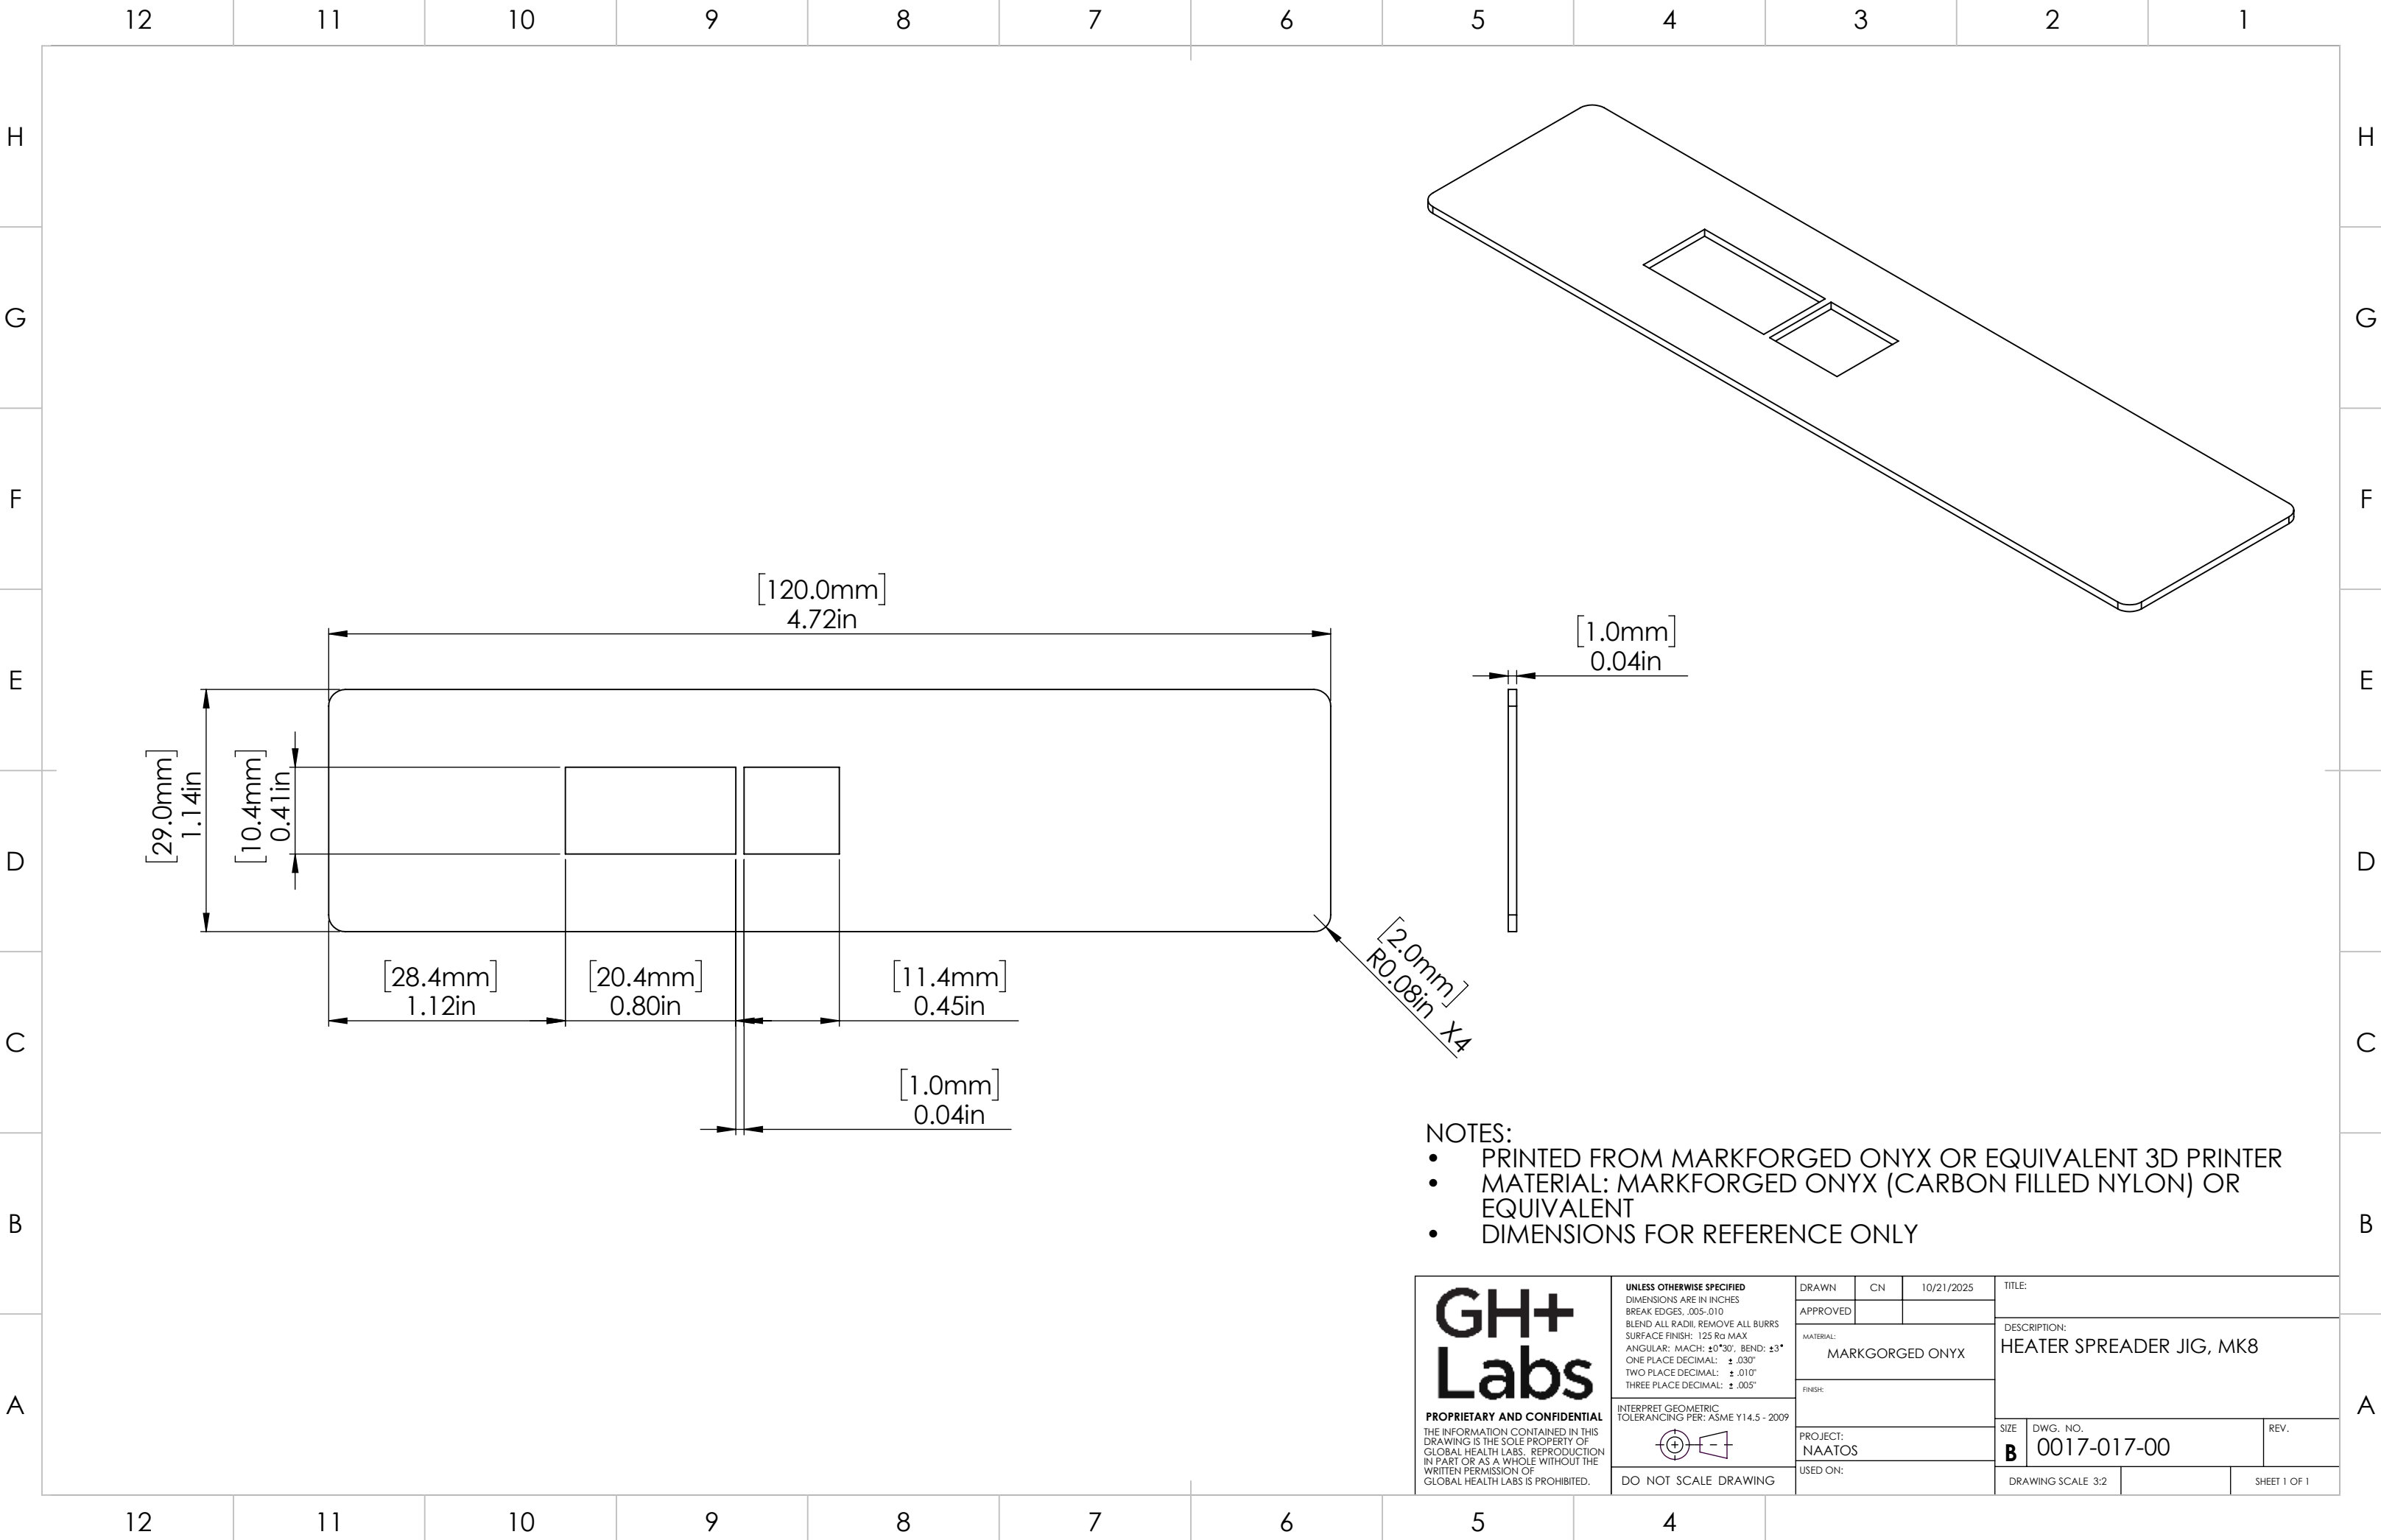 12 11 10 9 8 7 6 5 4 3 2 1
H H
G G
F F
E E
D D
C C
B B
A A
[120.0mm]
4.72in
[1.0mm]
0.04in
[29.0mm]
1.14in
[10.4mm]
0.41in
[28.4mm]
1.12in
[20.4mm]
0.80in
[11.4mm]
0.45in
[1.0mm]
0.04in
[2.0mm]
R0.08in X4
NOTES:
• PRINTED FROM MARKFORGED ONYX OR EQUIVALENT 3D PRINTER
• MATERIAL: MARKFORGED ONYX (CARBON FILLED NYLON) OR
EQUIVALENT
• DIMENSIONS FOR REFERENCE ONLY
GH+
Labs
PROPRIETARY AND CONFIDENTIAL
THE INFORMATION CONTAINED IN THIS
DRAWING IS THE SOLE PROPERTY OF
GLOBAL HEALTH LABS. REPRODUCTION
IN PART OR AS A WHOLE WITHOUT THE
WRITTEN PERMISSION OF
GLOBAL HEALTH LABS IS PROHIBITED.
UNLESS OTHERWISE SPECIFIED
DIMENSIONS ARE IN INCHES
BREAK EDGES, .005-.010
BLEND ALL RADII, REMOVE ALL BURRS
SURFACE FINISH: 125 Ra MAX
ANGULAR: MACH: ±0°30', BEND: ±3°
ONE PLACE DECIMAL: ± .030"
TWO PLACE DECIMAL: ± .010"
THREE PLACE DECIMAL: ± .005"
INTERPRET GEOMETRIC
TOLERANCING PER: ASME Y14.5 - 2009
DO NOT SCALE DRAWING
DRAWN CN 10/21/2025
APPROVED
MATERIAL:
MARKGORGED ONYX
FINISH:
PROJECT:
NAATOS
USED ON:
TITLE:
DESCRIPTION:
HEATER SPREADER JIG, MK8
SIZE
B
DWG. NO.
0017-017-00
REV.
DRAWING SCALE 3:2
SHEET 1 OF 1
12 11 10 9 8 7 6 5 4